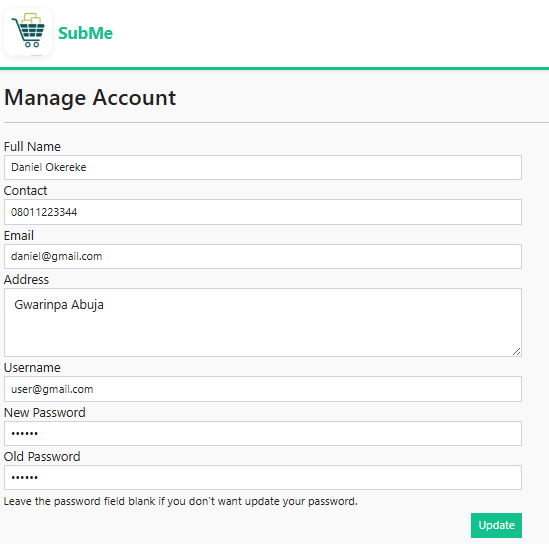 SubMe
Manage Account
Full Name
Daniel Okereke
Contact
08011223344
Email
daniel@gmail.com
Address
Gwarinpa Abuja
Username
user@gmail.com
New Password
••••••
Old Password
••••••
Leave the password field blank if you don't want update your password.
Update